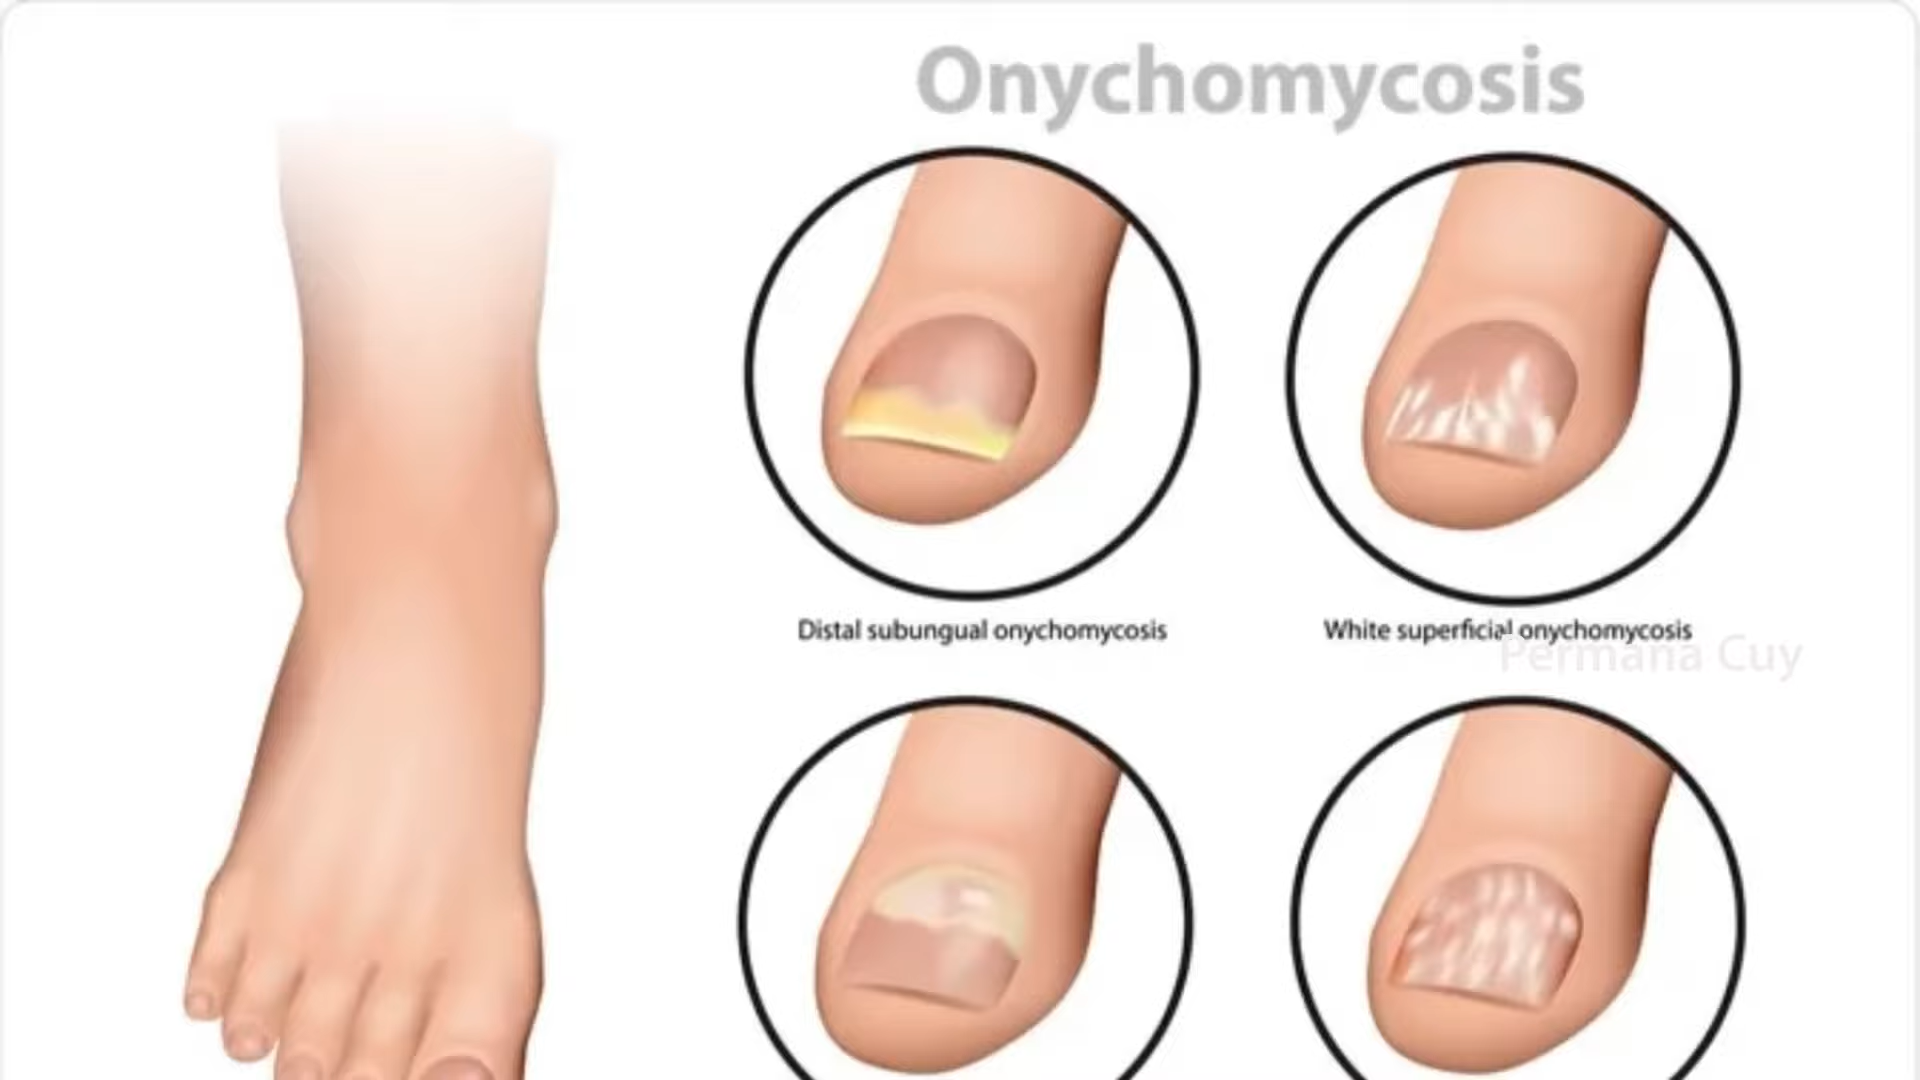 Onychomycosis
Distal subungual onychomycosis
White superficial onychomycosis
Permana Cuy